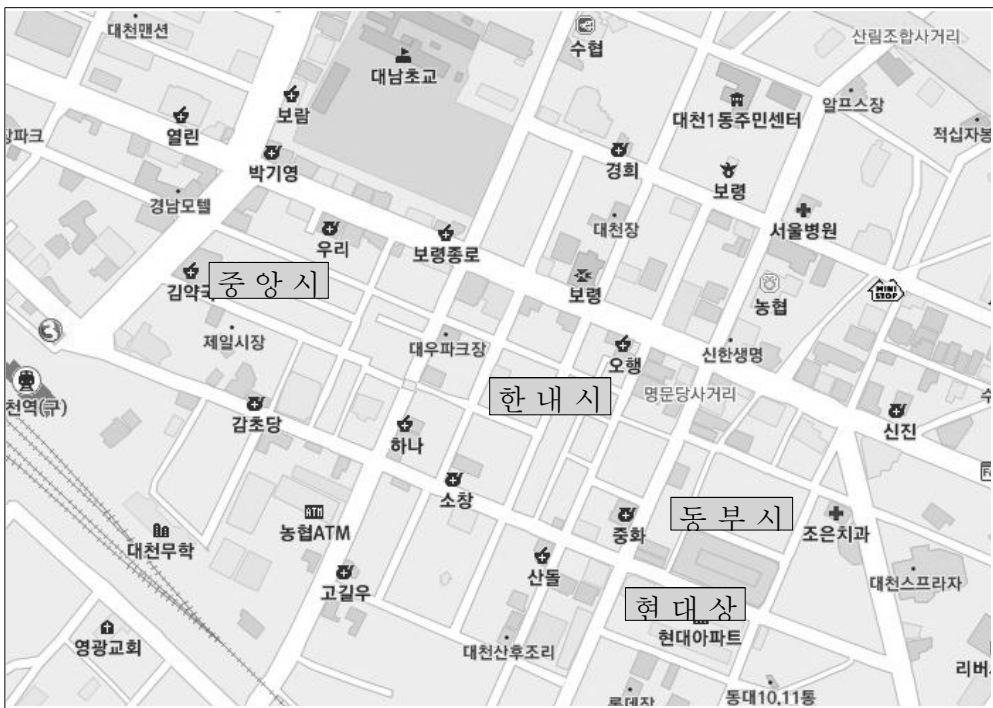 대천맨션
수협
산림조합사거리
대남초교
보람
열린
대천1동주민센터
알프스장
박기영
경희
보령
경남모텔
대천장
서울병원
우리
보령종로
김약국
중 앙 시
보령
농협
MINI STOP
3
제일시장
대우파크장
오행
신한생명
한 내 시
명문당사거리
감초당
하나
신진
소창
ATM
농협ATM
중화
동 부 시
조은치과
대천무학
산돌
고길우
대천스프라자
현 대 상
현대아파트
영광교회
대천산후조리
동대10,11통